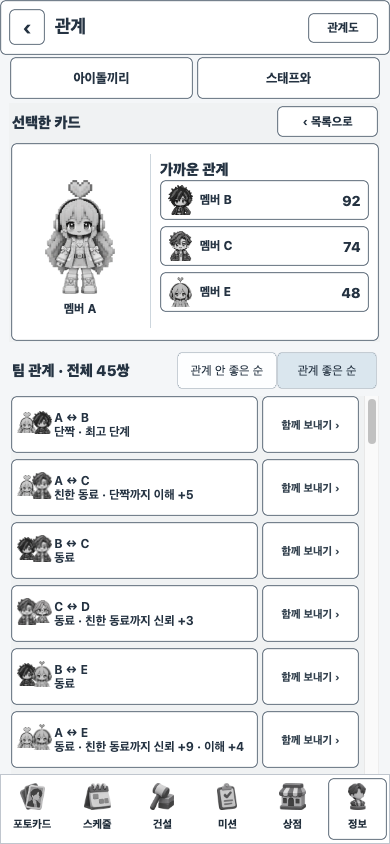 ‹ 관계 관계도
아이돌끼리 스태프와
선택한 카드 ‹ 목록으로
가까운 관계
멤버 B 92
멤버 C 74
멤버 E 48
멤버 A
팀 관계 · 전체 45쌍 관계 안 좋은 순 관계 좋은 순
A ↔ B
단짝 · 최고 단계
함께 보내기 ›
A ↔ C
친한 동료 · 단짝까지 이해 +5
함께 보내기 ›
B ↔ C
동료
함께 보내기 ›
C ↔ D
동료 · 친한 동료까지 신뢰 +3
함께 보내기 ›
B ↔ E
동료
함께 보내기 ›
A ↔ E
동료 · 친한 동료까지 신뢰 +9 · 이해 +4
함께 보내기 ›
포토카드 스케줄 건설 미션 상점 정보